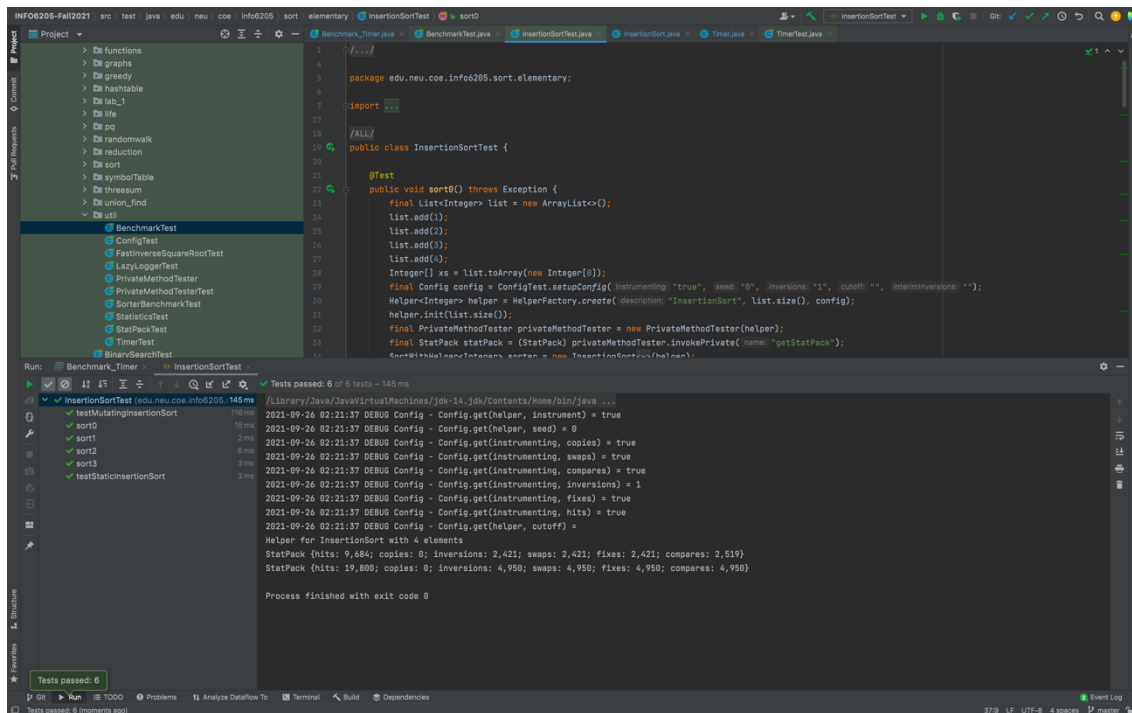 INFO6205-Fall2021 〉 src 〉 test 〉 java 〉 edu 〉 neu 〉 coe 〉 info6205 〉 sort 〉 elementary 〉 InsertionSortTest 〉 sort0
InsertionSortTest
Git:
Project
Benchmark_Timer.java × BenchmarkTest.java × InsertionSortTest.java × InsertionSort.java × Timer.java × TimerTest.java ×
Project
Commit
Pull Requests
functions
graphs
greedy
hashtable
lab_1
life
pq
randomwalk
reduction
sort
symbolTable
threesum
union_find
util
BenchmarkTest
ConfigTest
FastInverseSquareRootTest
LazyLoggerTest
PrivateMethodTester
PrivateMethodTesterTest
SorterBenchmarkTest
StatisticsTest
StatPackTest
TimerTest
BinarySearchTest
1 /.../
4
5 package edu.neu.coe.info6205.sort.elementary;
6
7 import ...
17
18 /ALL/
19 public class InsertionSortTest {
20
21 @Test
22 public void sort0() throws Exception {
23 final List<Integer> list = new ArrayList<>();
24 list.add(1);
25 list.add(2);
26 list.add(3);
27 list.add(4);
28 Integer[] xs = list.toArray(new Integer[0]);
29 final Config config = ConfigTest.setupConfig( instrumenting: "true", seed: "0", inversions: "1", cutoff: "", interimInversions: "");
30 Helper<Integer> helper = HelperFactory.create( description: "InsertionSort", list.size(), config);
31 helper.init(list.size());
32 final PrivateMethodTester privateMethodTester = new PrivateMethodTester(helper);
33 final StatPack statPack = (StatPack) privateMethodTester.invokePrivate( name: "getStatPack");
34 SortWithHelper<Integer> sorter = new InsertionSort<~>(helper);
1
Run: Benchmark_Timer × InsertionSortTest ×
Tests passed: 6 of 6 tests – 145 ms
InsertionSortTest (edu.neu.coe.info6205. 145 ms
testMutatingInsertionSort 116 ms
sort0 15 ms
sort1 2 ms
sort2 6 ms
sort3 3 ms
testStaticInsertionSort 3 ms
/Library/Java/JavaVirtualMachines/jdk-14.jdk/Contents/Home/bin/java ...
2021-09-26 02:21:37 DEBUG Config - Config.get(helper, instrument) = true
2021-09-26 02:21:37 DEBUG Config - Config.get(helper, seed) = 0
2021-09-26 02:21:37 DEBUG Config - Config.get(instrumenting, copies) = true
2021-09-26 02:21:37 DEBUG Config - Config.get(instrumenting, swaps) = true
2021-09-26 02:21:37 DEBUG Config - Config.get(instrumenting, compares) = true
2021-09-26 02:21:37 DEBUG Config - Config.get(instrumenting, inversions) = 1
2021-09-26 02:21:37 DEBUG Config - Config.get(instrumenting, fixes) = true
2021-09-26 02:21:37 DEBUG Config - Config.get(instrumenting, hits) = true
2021-09-26 02:21:37 DEBUG Config - Config.get(helper, cutoff) =
Helper for InsertionSort with 4 elements
StatPack {hits: 9,684; copies: 0; inversions: 2,421; swaps: 2,421; fixes: 2,421; compares: 2,519}
StatPack {hits: 19,800; copies: 0; inversions: 4,950; swaps: 4,950; fixes: 4,950; compares: 4,950}
Process finished with exit code 0
Structure
Favorites
Tests passed: 6
Git Run TODO Problems Analyze Dataflow To Terminal Build Dependencies
2 Event Log
Tests passed: 6 (moments ago)
37:9 LF UTF-8 4 spaces master